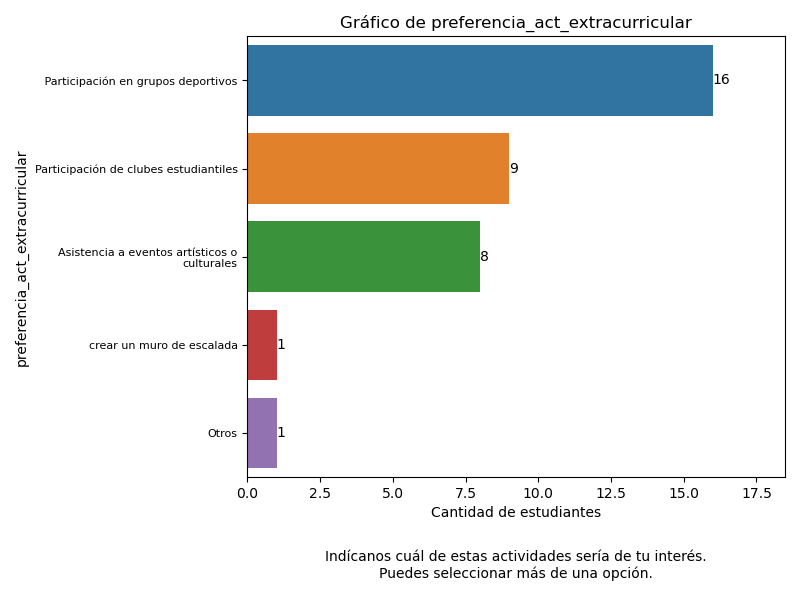 Gráfico de preferencia_act_extracurricular
preferencia_act_extracurricular
Participación en grupos deportivos
16
Participación de clubes estudiantiles
9
Asistencia a eventos artísticos o
culturales
8
crear un muro de escalada
1
Otros
1
0.0 2.5 5.0 7.5 10.0 12.5 15.0 17.5
Cantidad de estudiantes
Indícanos cuál de estas actividades sería de tu interés.
Puedes seleccionar más de una opción.